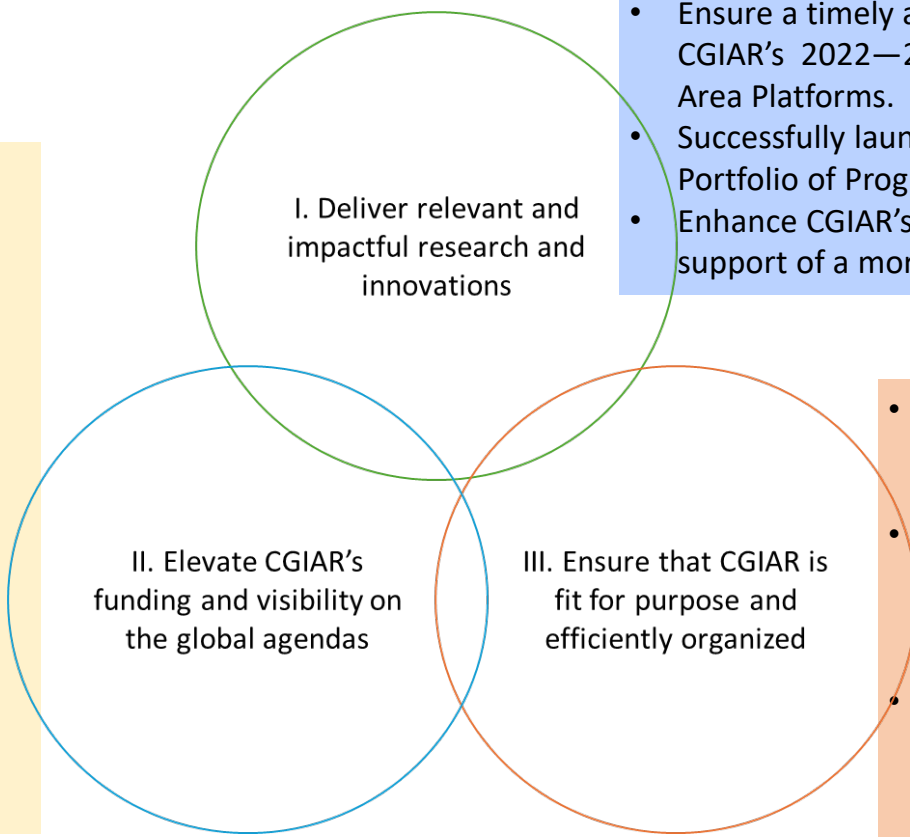 • Ensure a timely a
CGIAR's 2022—2
Area Platforms.
• Successfully laun
Portfolio of Prog
• Enhance CGIAR's
support of a mor
I. Deliver relevant and
impactful research and
innovations
II. Elevate CGIAR's
funding and visibility on
the global agendas
III. Ensure that CGIAR is
fit for purpose and
efficiently organized
•
•
•